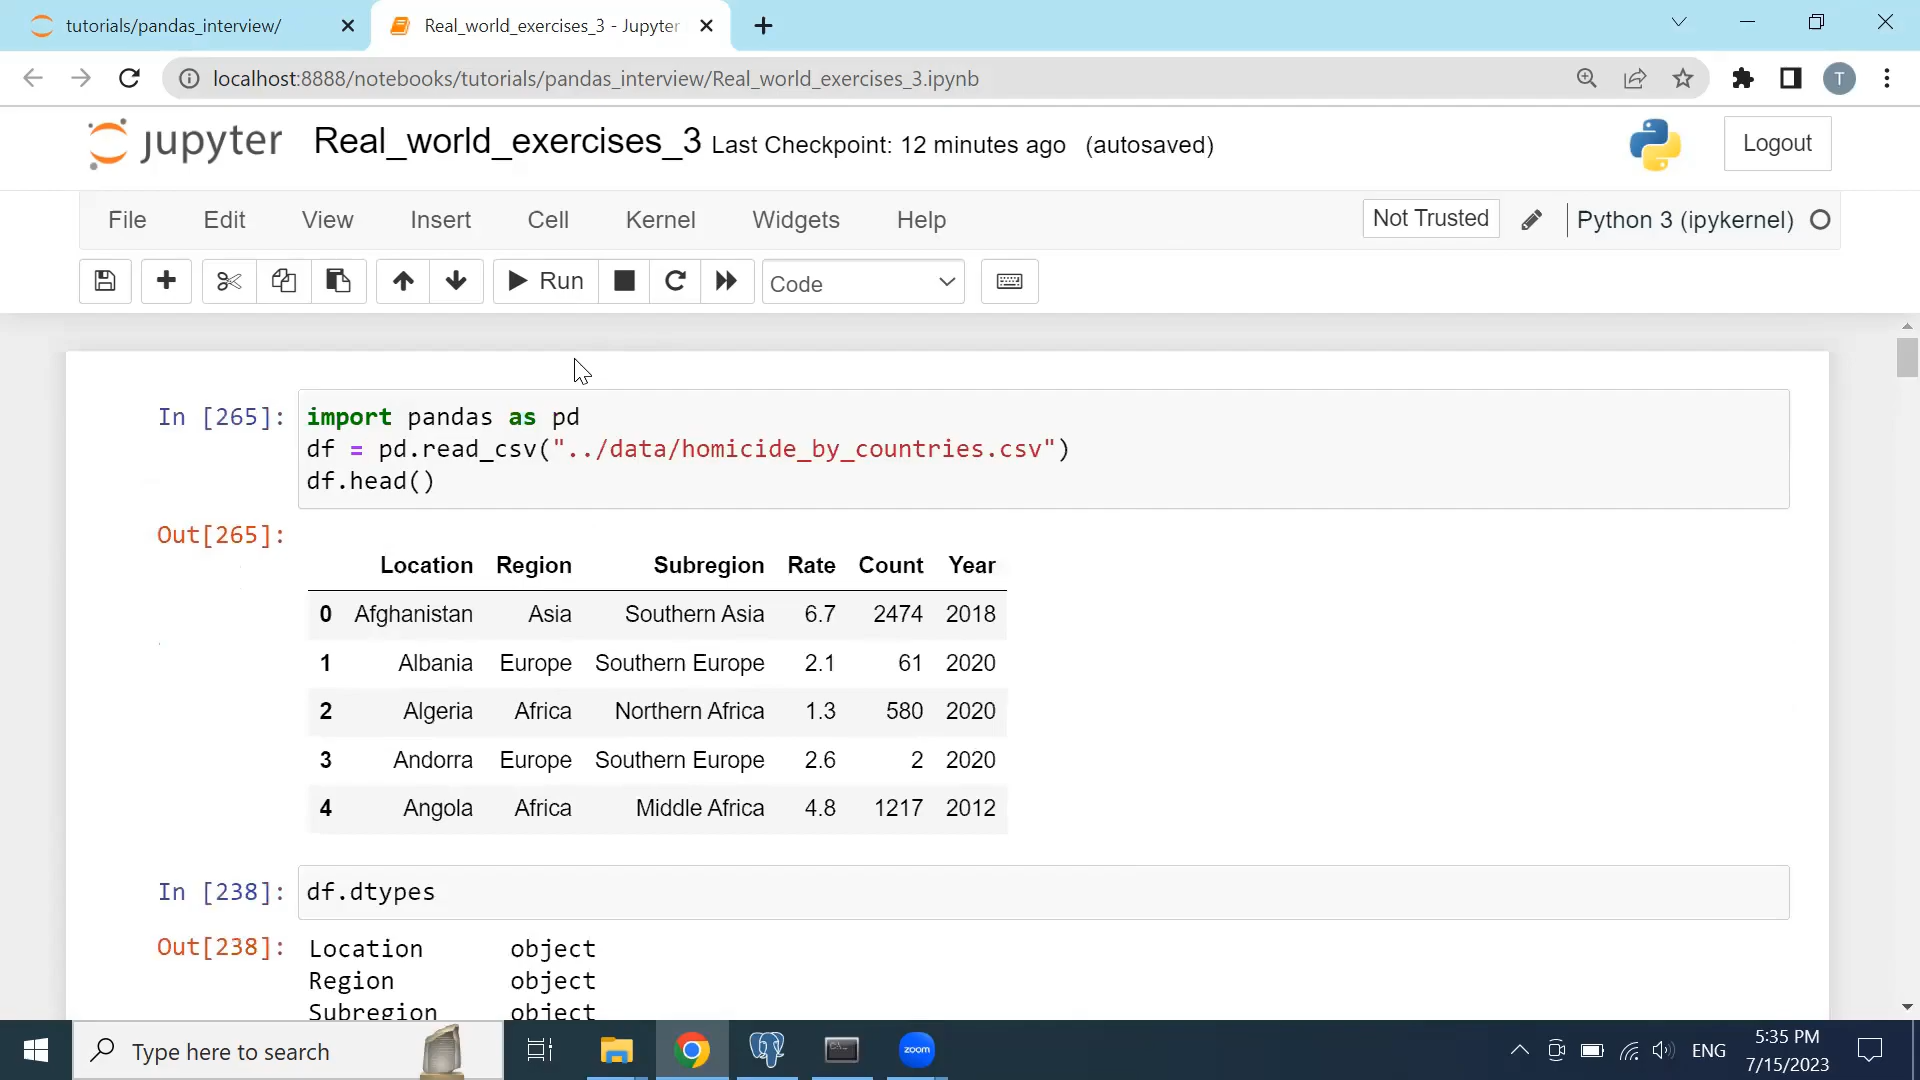 tutorials/pandas_interview/
Real_world_exercises_3 - Jupyter
localhost:8888/notebooks/tutorials/pandas_interview/Real_world_exercises_3.ipynb
T
jupyter Real_world_exercises_3 Last Checkpoint: 12 minutes ago (autosaved)
Logout
File Edit View Insert Cell Kernel Widgets Help
Not Trusted Python 3 (ipykernel)
Run Code
In [265]: import pandas as pd
df = pd.read_csv("../data/homicide_by_countries.csv")
df.head()
Out[265]:
Location Region Subregion Rate Count Year
0 Afghanistan Asia Southern Asia 6.7 2474 2018
1 Albania Europe Southern Europe 2.1 61 2020
2 Algeria Africa Northern Africa 1.3 580 2020
3 Andorra Europe Southern Europe 2.6 2 2020
4 Angola Africa Middle Africa 4.8 1217 2012
In [238]: df.dtypes
Out[238]: Location object
Region object
Subregion object
Type here to search
zoom
ENG
5:35 PM
7/15/2023